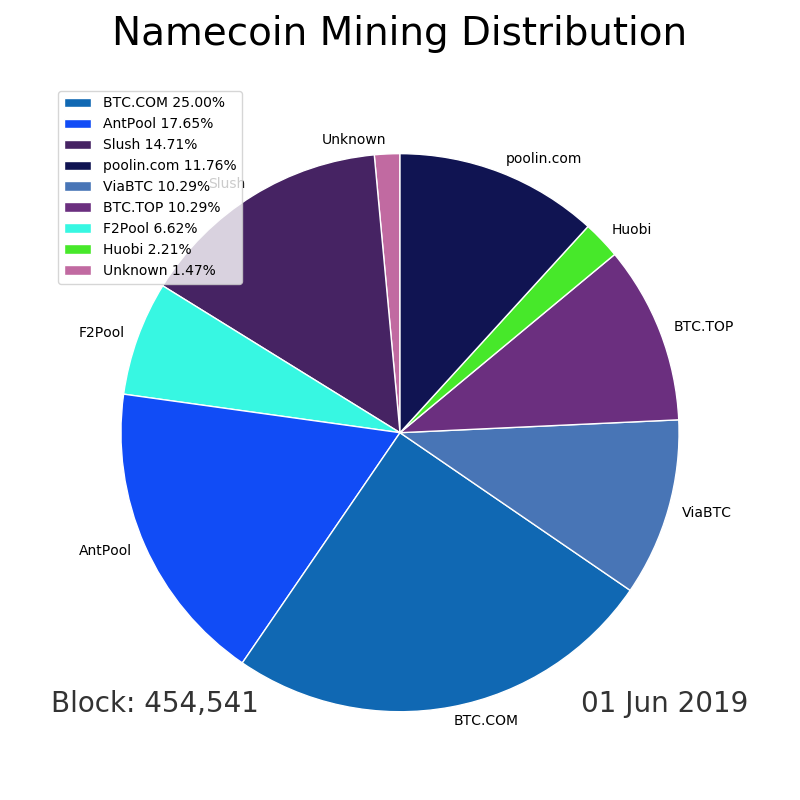 Namecoin Mining Distribution
BTC.COM 25.00%
AntPool 17.65%
Slush 14.71%
poolin.com 11.76%
ViaBTC 10.29%
BTC.TOP 10.29%
F2Pool 6.62%
Huobi 2.21%
Unknown 1.47%
Unknown
poolin.com
Slush
Huobi
BTC.TOP
F2Pool
ViaBTC
AntPool
BTC.COM
Block: 454,541
01 Jun 2019